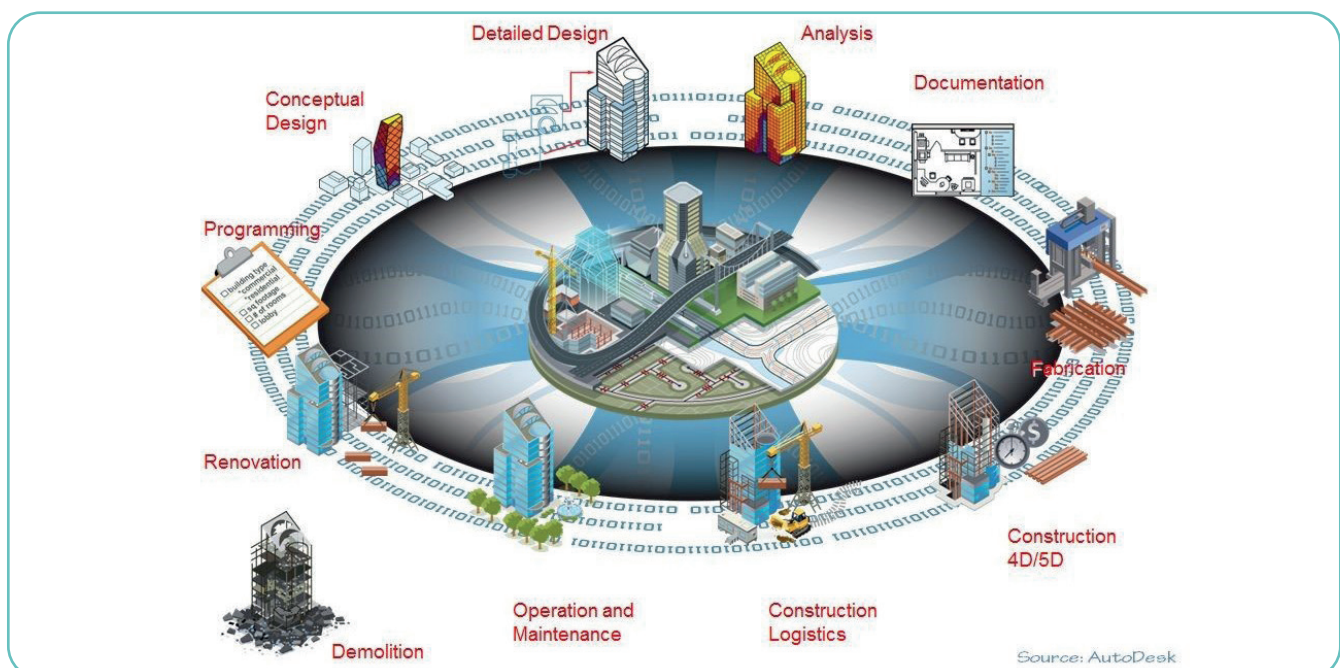 Detailed Design
Analysis
Documentation
Conceptual
Design
Programming
building type
*commercial
*residential
sq.footage
# of rooms
lobby
Fabrication
Renovation
Construction
4D/5D
Operation and
Maintenance
Construction
Logistics
Demolition
Source: AutoDesk